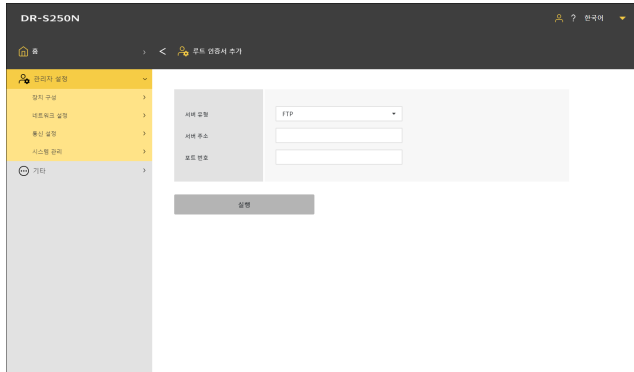 DR-S250N
? 한국어
홈
루트 인증서 추가
관리자 설정
장치 구성
네트워크 설정
통신 설정
시스템 관리
기타
서버 유형 FTP
서버 주소
포트 번호
실행